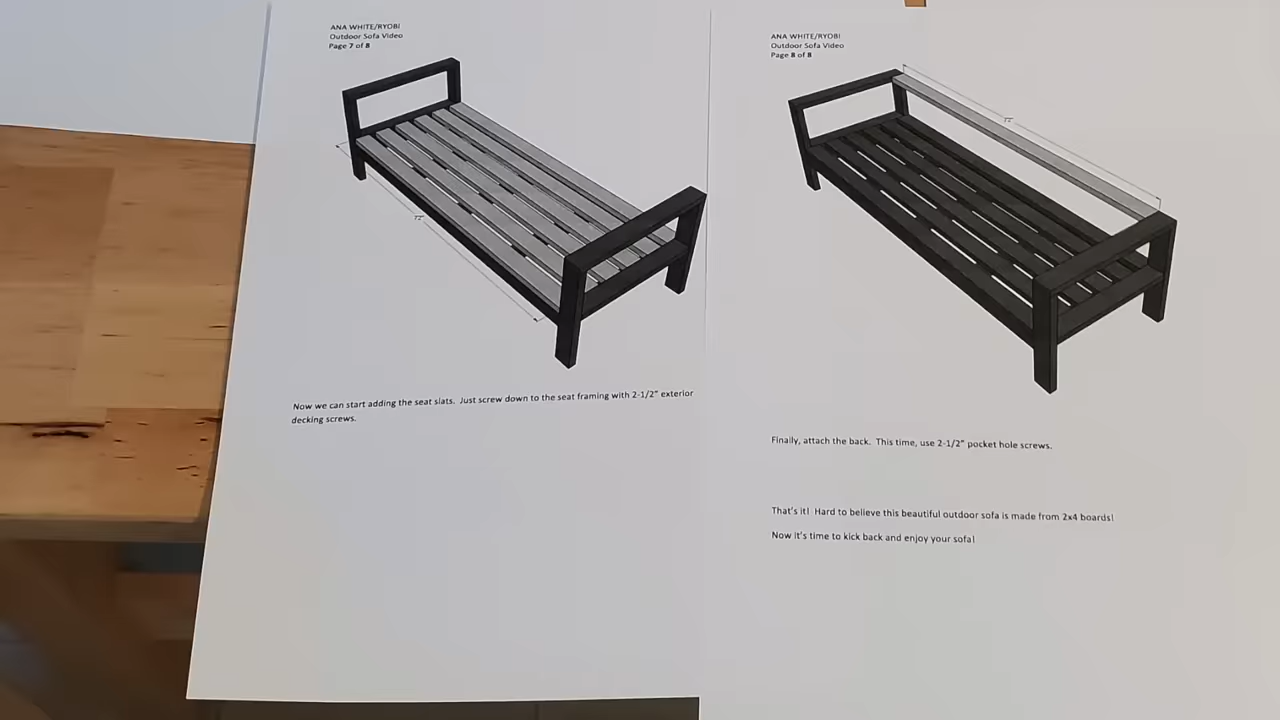 ANA WHITE/RYOBI
Outdoor Sofa Video
Page 7 of 8
72"
Now we can start adding the seat slats. Just screw down to the seat framing with 2-1/2" exterior
decking screws.
ANA WHITE/RYOBI
Outdoor Sofa Video
Page 8 of 8
72"
Finally, attach the back. This time, use 2-1/2" pocket hole screws.
That's it! Hard to believe this beautiful outdoor sofa is made from 2x4 boards!
Now it's time to kick back and enjoy your sofa!